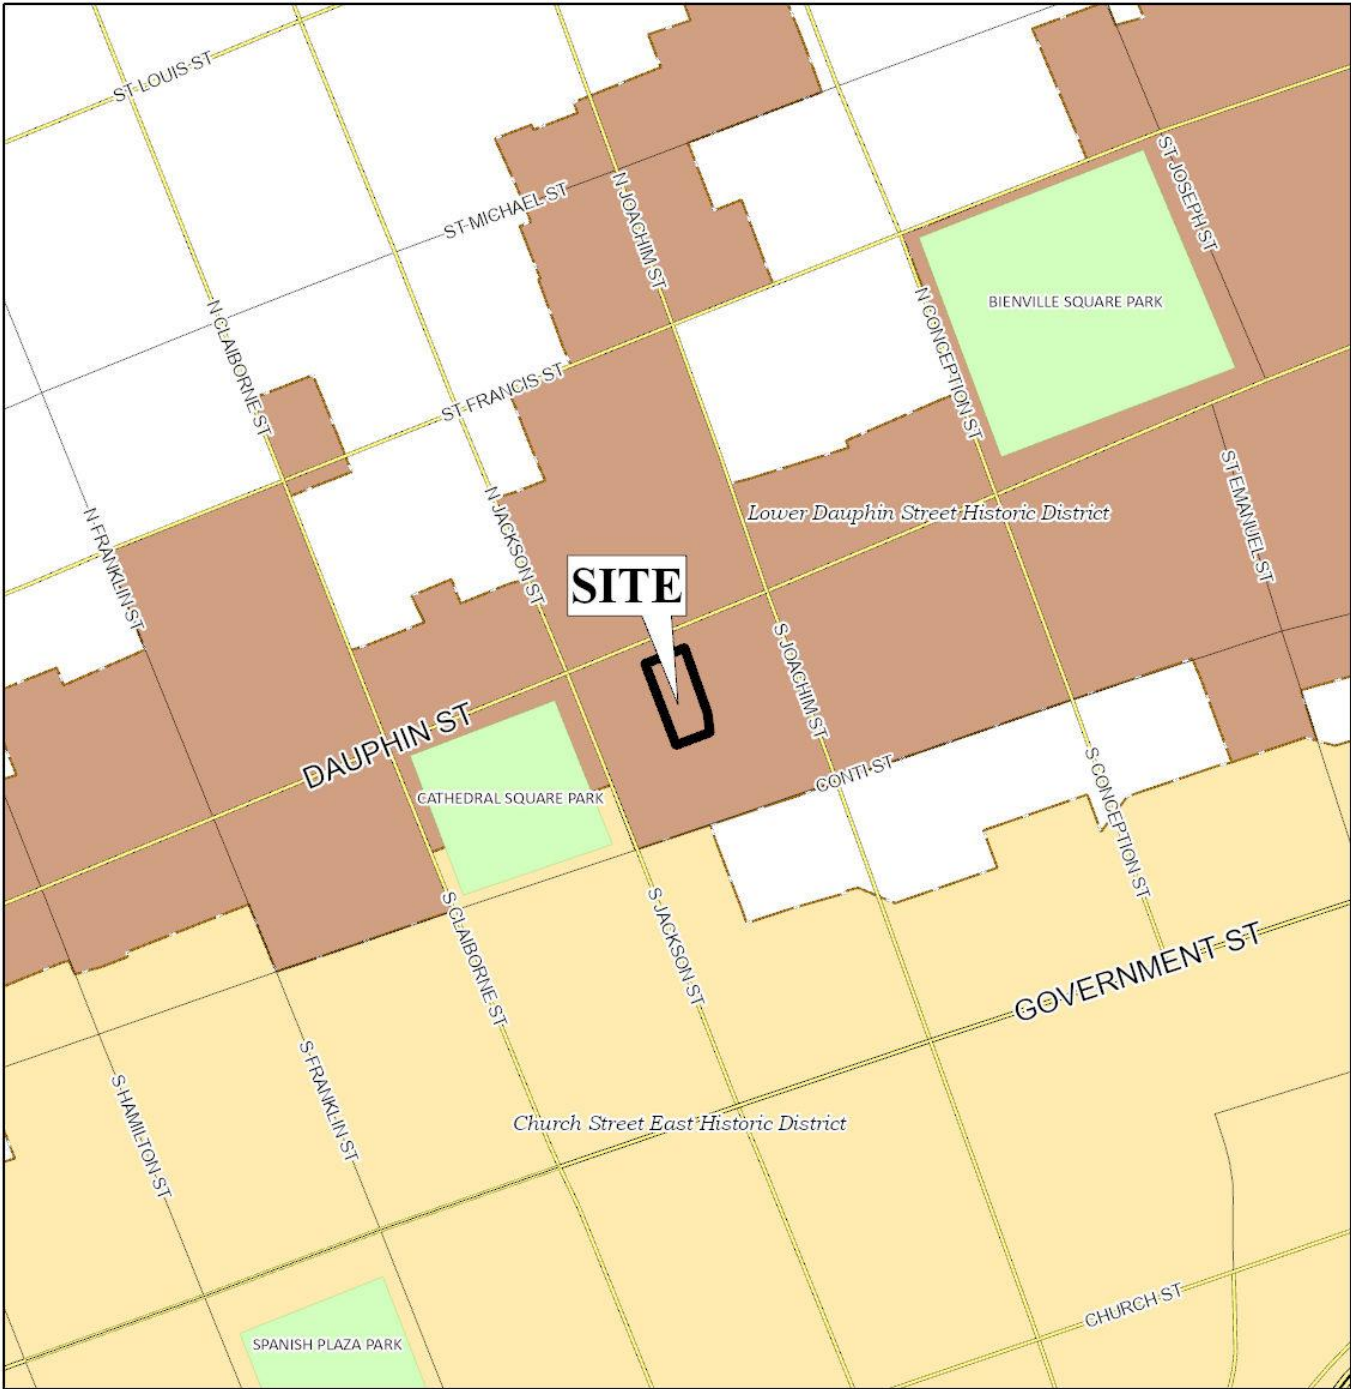 ST LOUIS ST
ST MICHAEL ST
N JOACHIM ST
ST JOSEPH ST
BIENVILLE SQUARE PARK
N CLAIBORNE ST
N CONCEPTION ST
ST FRANCIS ST
N FRANKLIN ST
N JACKSON ST
Lower Dauphin Street Historic District
ST EMANUEL ST
SITE
S JOACHIM ST
DAUPHIN ST
CATHEDRAL SQUARE PARK
CONTI ST
S CONCEPTION ST
S CLAIBORNE ST
S JACKSON ST
GOVERNMENT ST
S FRANKLIN ST
S HAMILTON ST
Church Street East Historic District
CHURCH ST
SPANISH PLAZA PARK